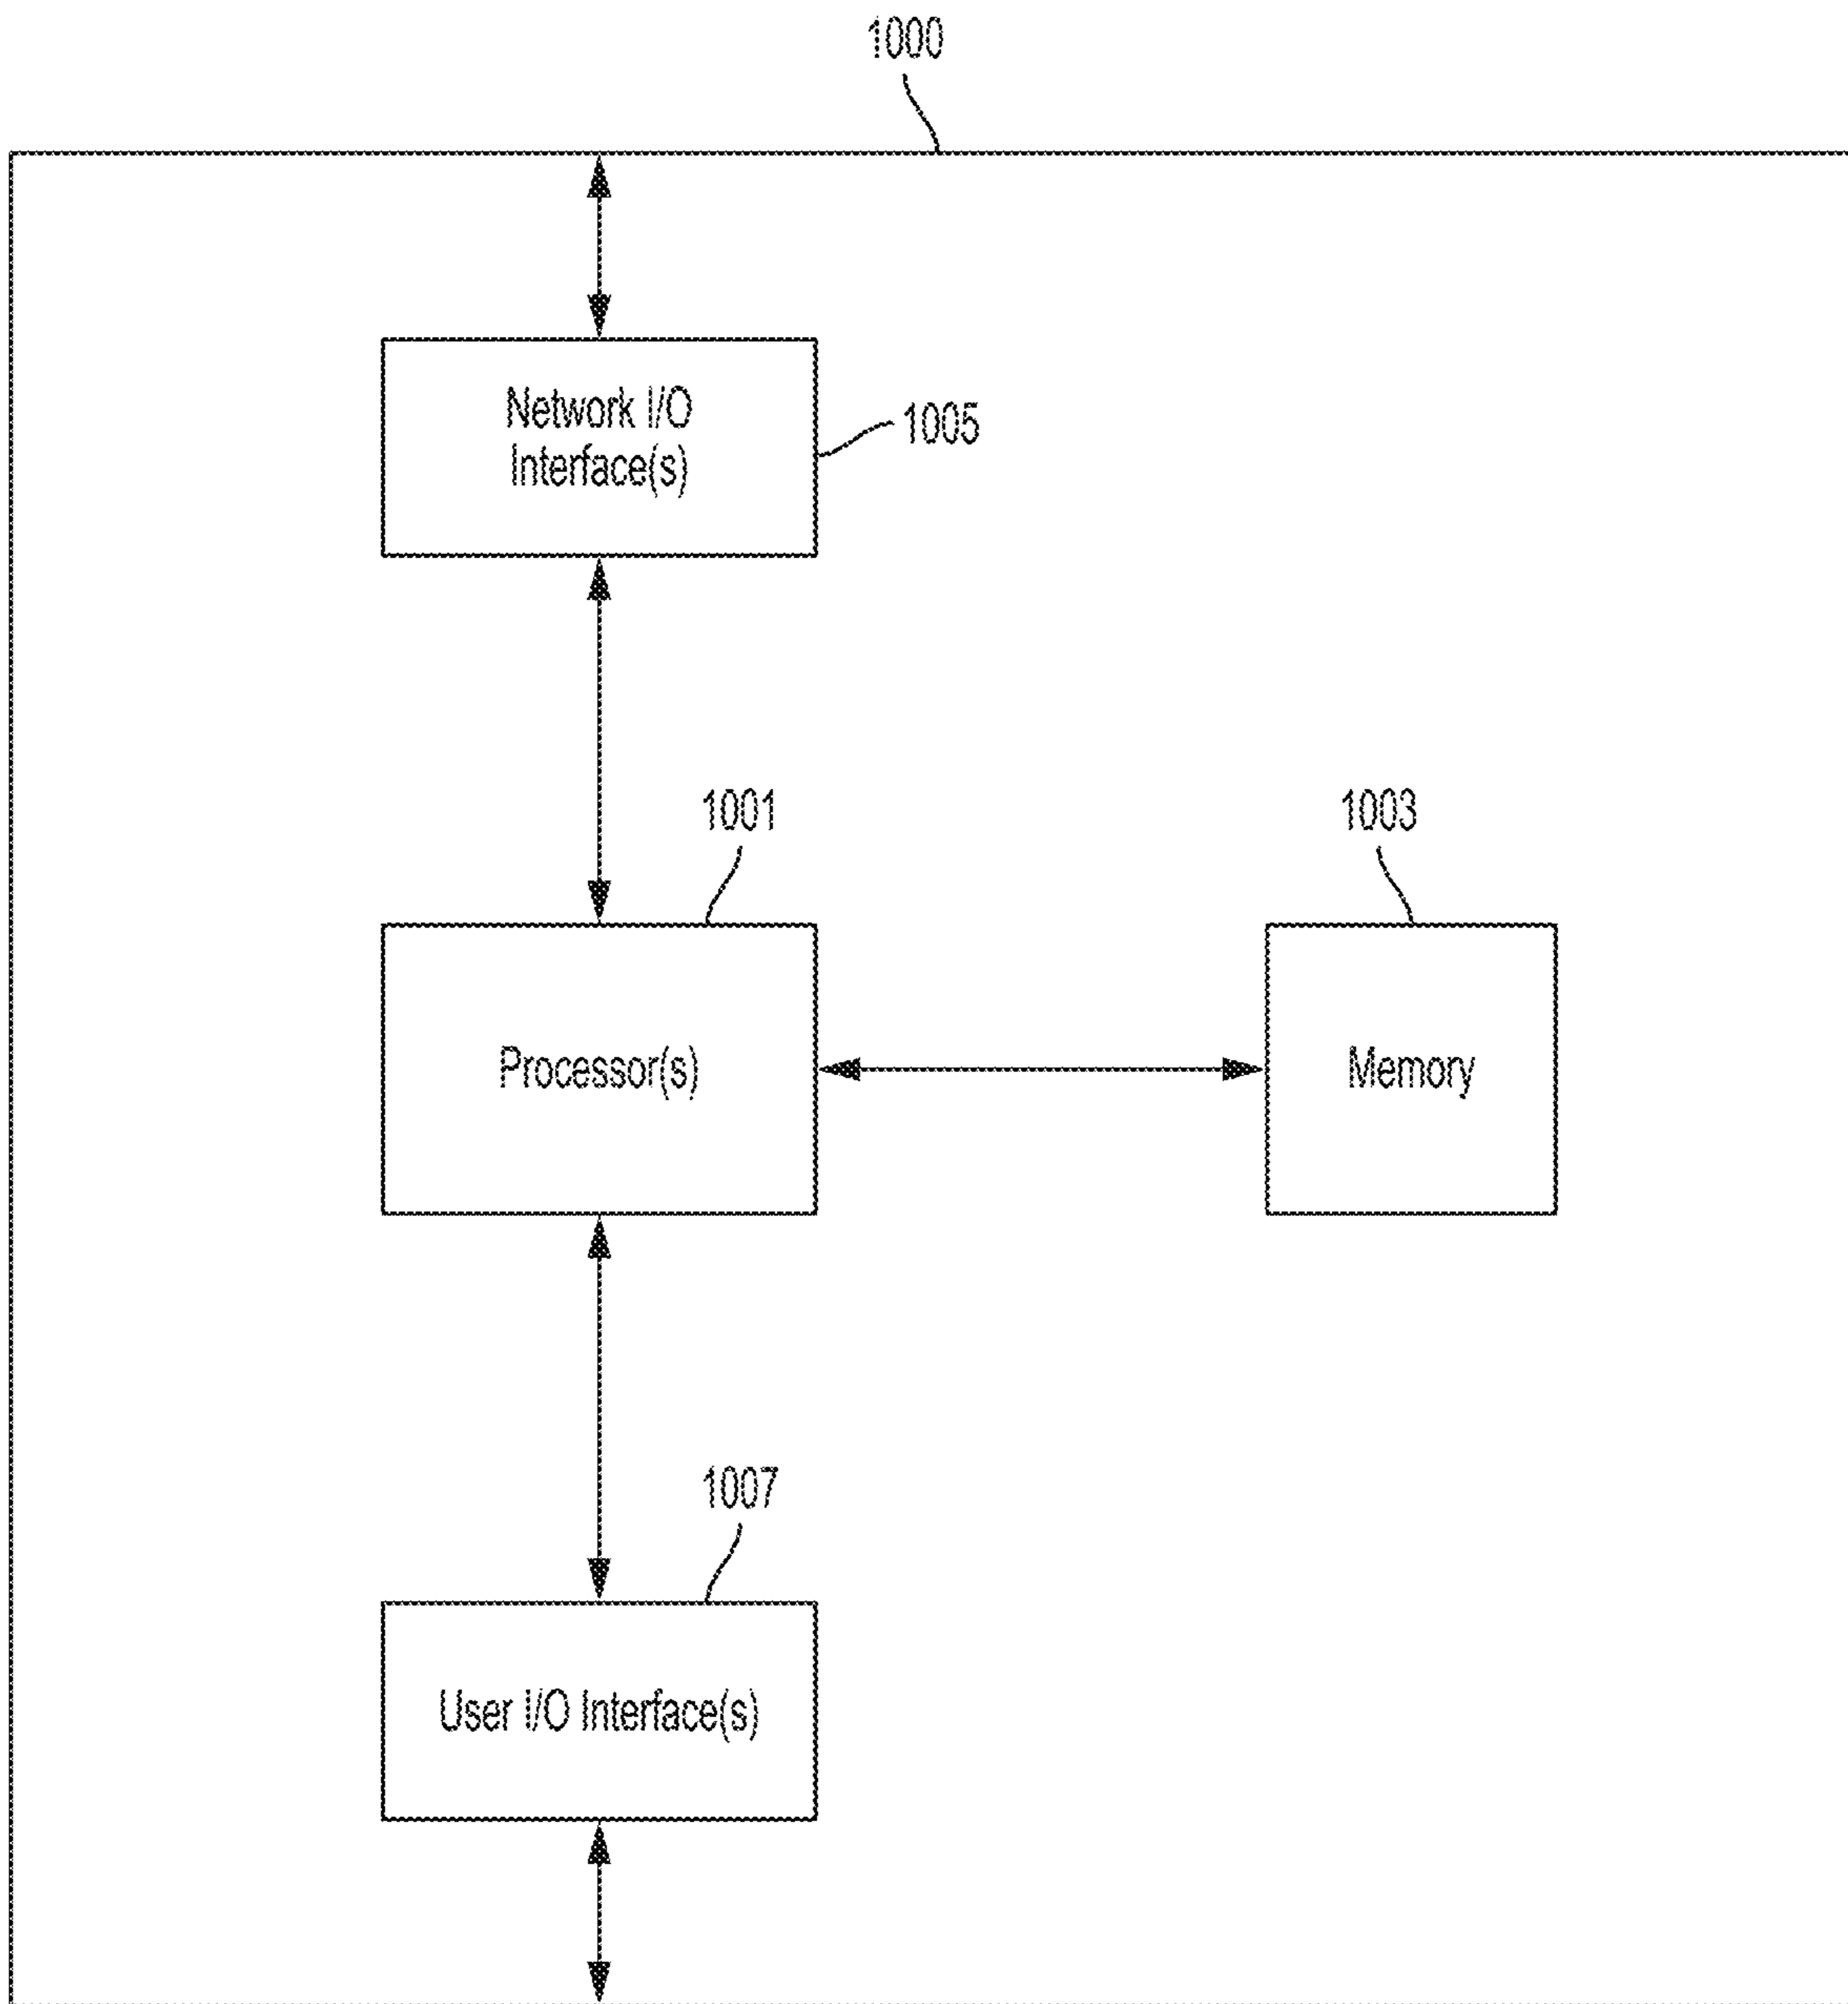 1000
Network I/O
Interface(s)
1005
1001
1003
Processor(s)
Memory
1007
User I/O Interface(s)